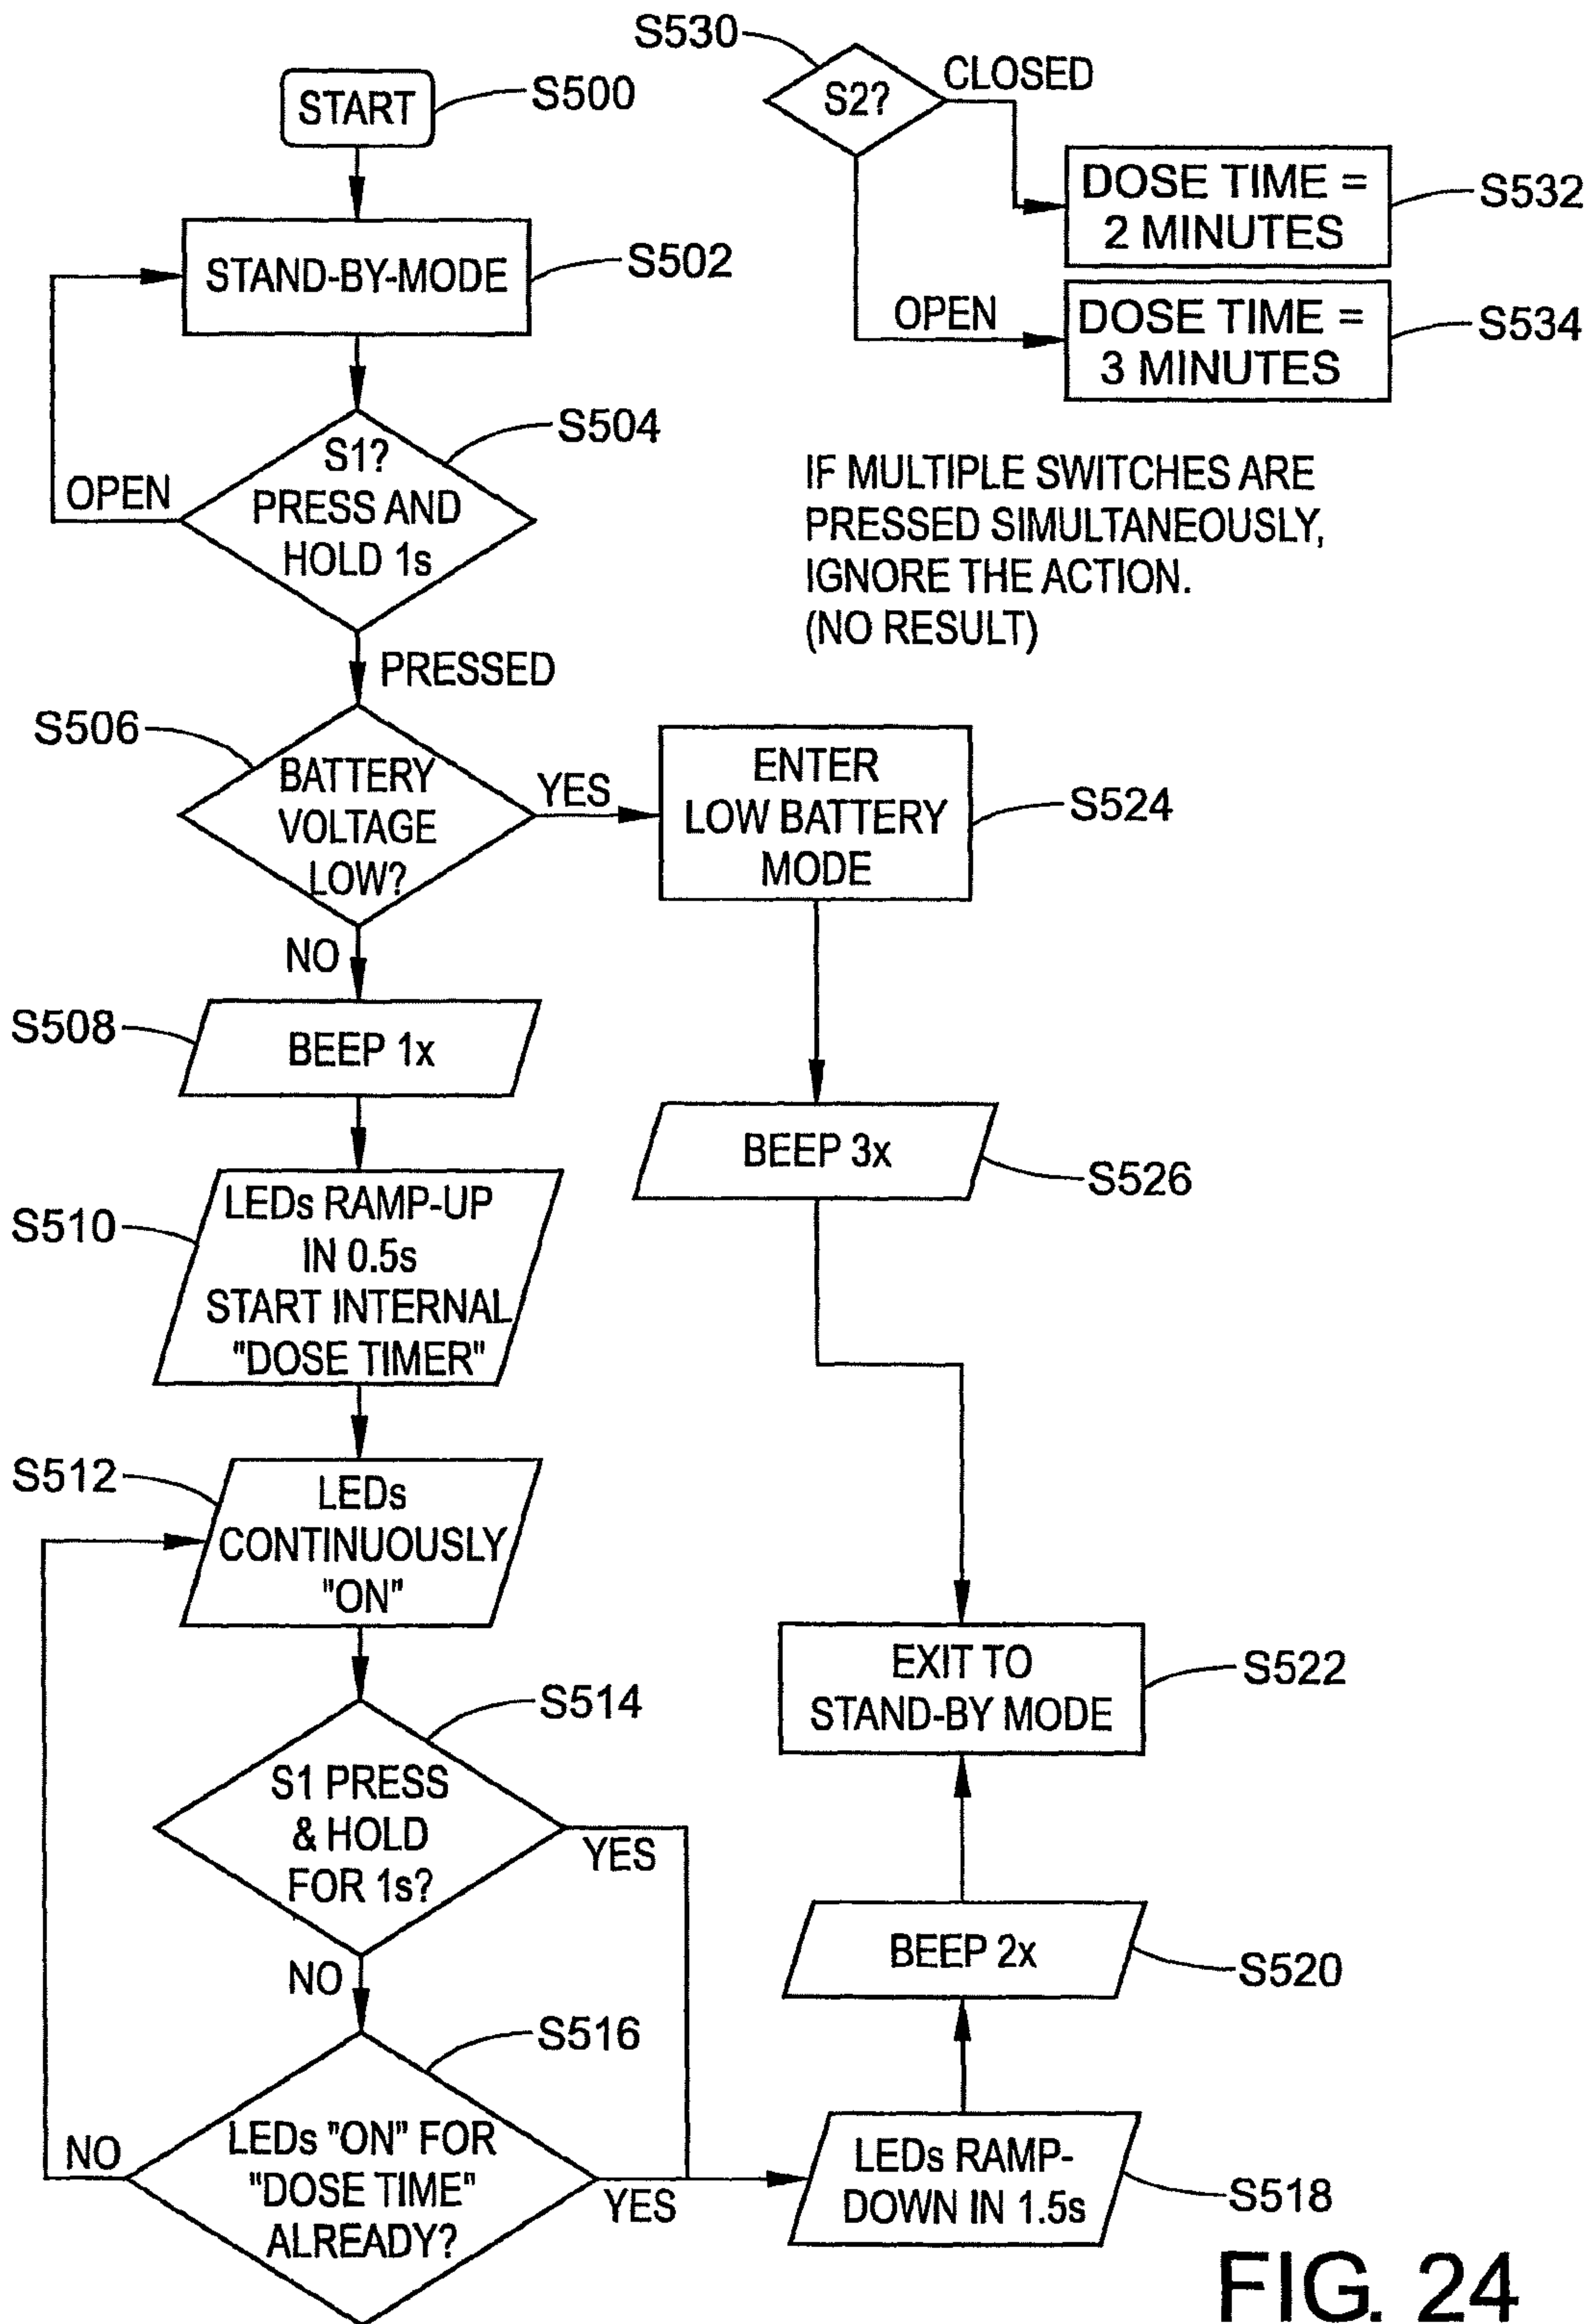 START
S500
STAND-BY-MODE
S502
S1?
PRESS AND
HOLD 1s
S504
OPEN
PRESSED
S506
BATTERY
VOLTAGE
LOW?
YES
NO
ENTER
LOW BATTERY
MODE
S524
S508
BEEP 1x
BEEP 3x
S526
S510
LEDs RAMP-UP
IN 0.5s
START INTERNAL
"DOSE TIMER"
S512
LEDs
CONTINUOUSLY
"ON"
S514
S1 PRESS
& HOLD
FOR 1s?
YES
NO
S516
LEDs "ON" FOR
"DOSE TIME"
ALREADY?
NO
YES
LEDs RAMP-
DOWN IN 1.5s
S518
BEEP 2x
S520
EXIT TO
STAND-BY MODE
S522
S530
S2?
CLOSED
DOSE TIME =
2 MINUTES
S532
OPEN
DOSE TIME =
3 MINUTES
S534
IF MULTIPLE SWITCHES ARE
PRESSED SIMULTANEOUSLY,
IGNORE THE ACTION.
(NO RESULT)
FIG. 24